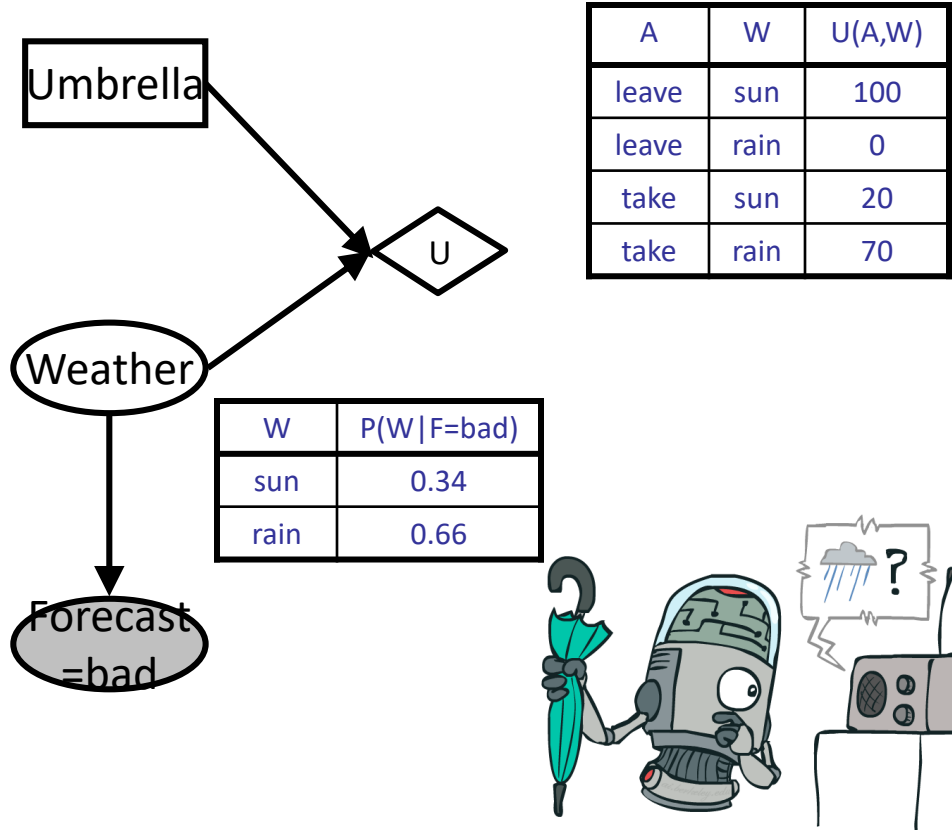 Umbrella
A W U(A,W)
leave sun 100
leave rain 0
take sun 20
take rain 70
U
Weather
W P(W|F=bad)
sun 0.34
rain 0.66
Forecast
=bad
?